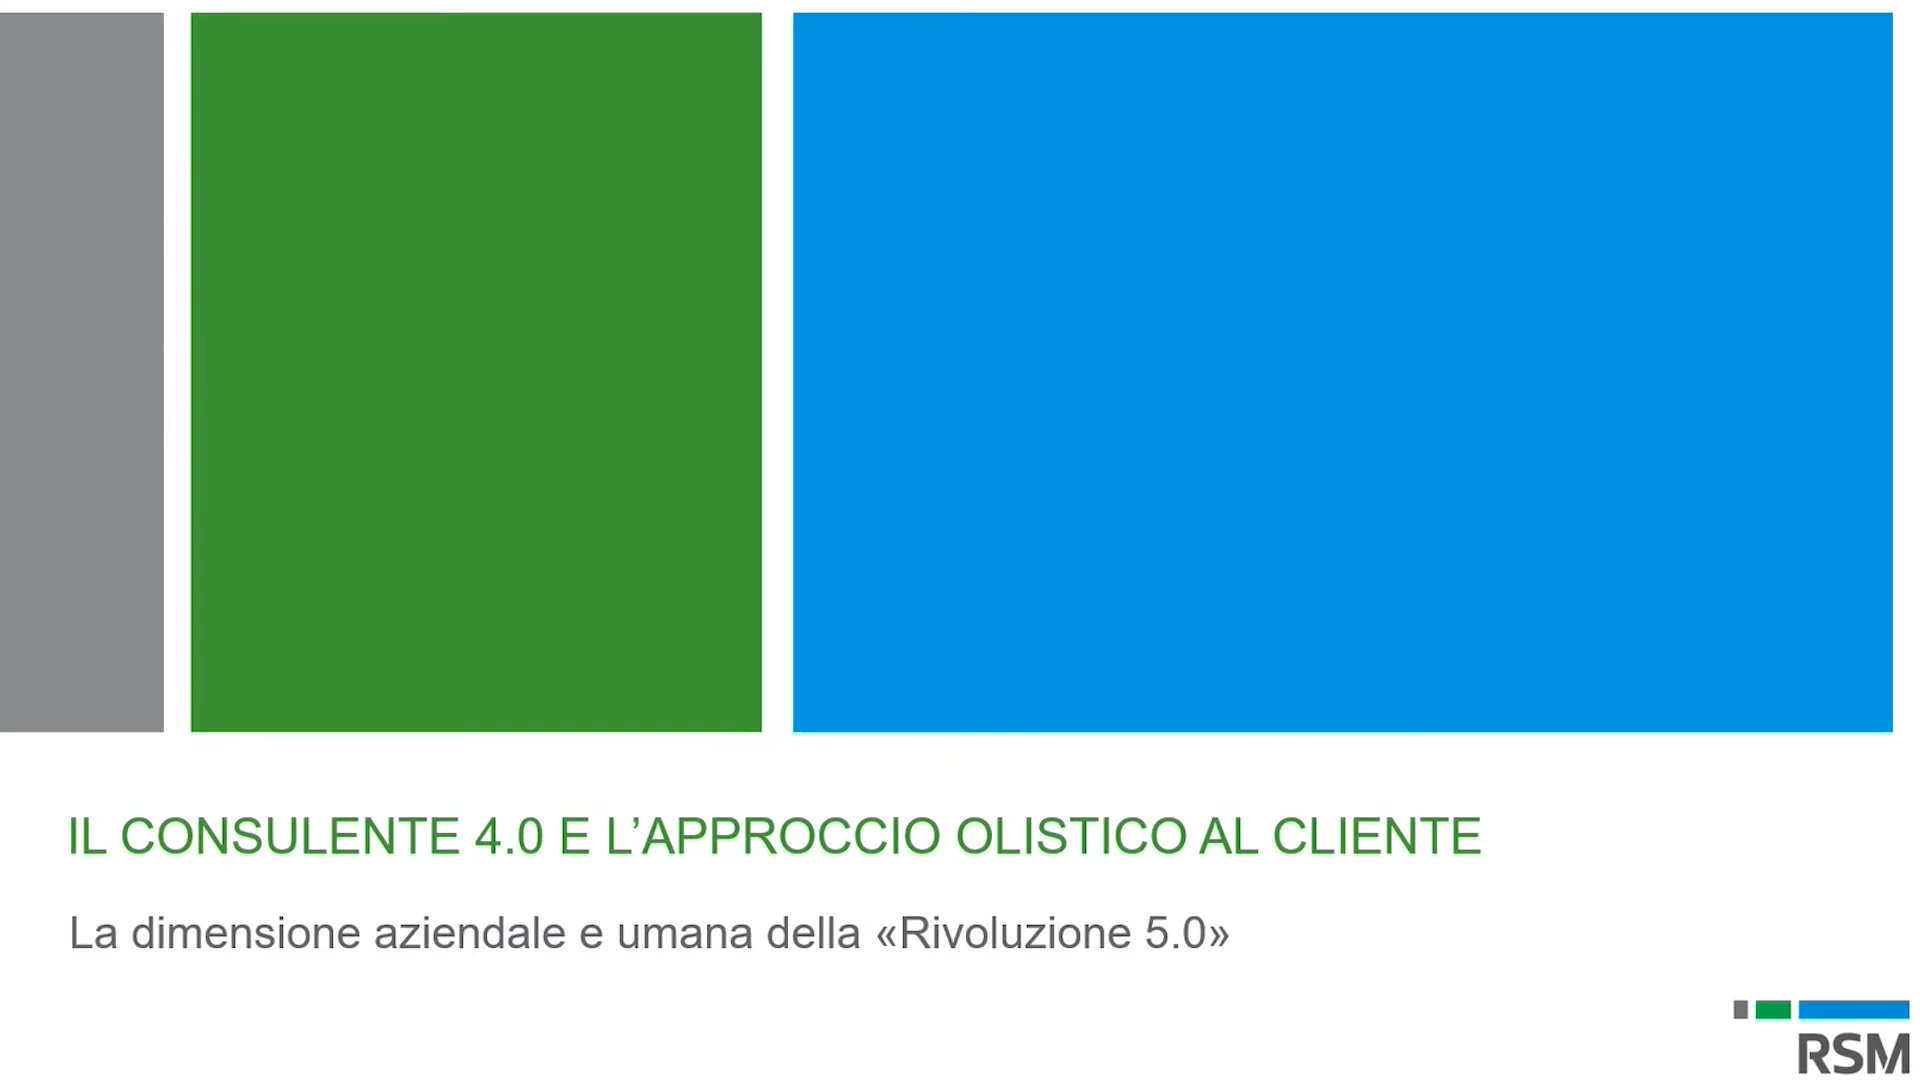 IL CONSULENTE 4.0 E L’APPROCCIO OLISTICO AL CLIENTE
La dimensione aziendale e umana della «Rivoluzione 5.0»
RSM